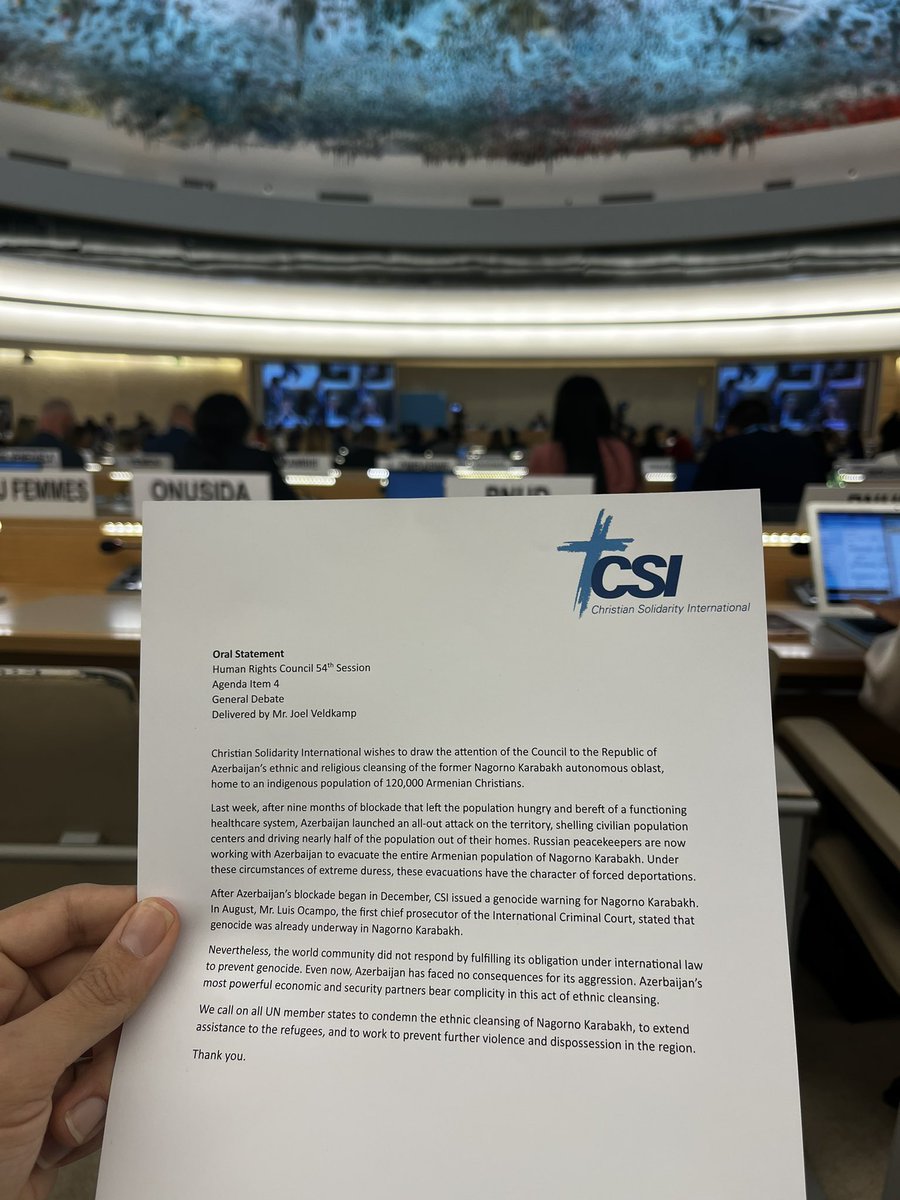 U FEMMES
ONUSIDA
PNUD
CSI
Christian Solidarity International
Oral Statement
Human Rights Council 54th Session
Agenda Item 4
General Debate
Delivered by Mr. Joel Veldkamp
Christian Solidarity International wishes to draw the attention of the Council to the Republic of
Azerbaijan's ethnic and religious cleansing of the former Nagorno Karabakh autonomous oblast,
home to an indigenous population of 120,000 Armenian Christians.
Last week, after nine months of blockade that left the population hungry and bereft of a functioning
healthcare system, Azerbaijan launched an all-out attack on the territory, shelling civilian population
centers and driving nearly half of the population out of their homes. Russian peacekeepers are now
working with Azerbaijan to evacuate the entire Armenian population of Nagorno Karabakh. Under
these circumstances of extreme duress, these evacuations have the character of forced deportations.
After Azerbaijan's blockade began in December, CSI issued a genocide warning for Nagorno Karabakh.
In August, Mr. Luis Ocampo, the first chief prosecutor of the International Criminal Court, stated that
genocide was already underway in Nagorno Karabakh.
Nevertheless, the world community did not respond by fulfilling its obligation under international law
to prevent genocide. Even now, Azerbaijan has faced no consequences for its aggression. Azerbaijan's
most powerful economic and security partners bear complicity in this act of ethnic cleansing.
We call on all UN member states to condemn the ethnic cleansing of Nagorno Karabakh, to extend
assistance to the refugees, and to work to prevent further violence and dispossession in the region.
Thank you.